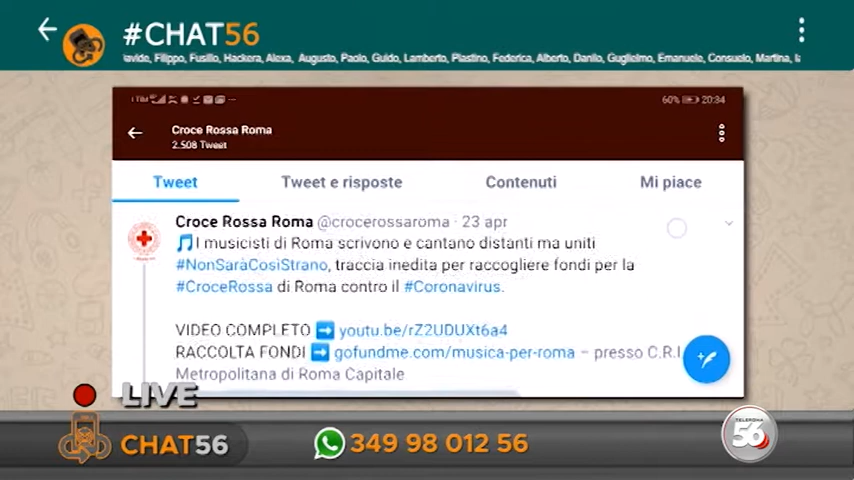 #CHAT56
Filippo, Fusillo, Hackera, Alexa, Augusto, Paolo, Guido, Lamberto, Plastino, Federica, Alberto, Danilo, Guglielmo, Emanuele, Consuelo, Martina,
60% 20:34
Croce Rossa Roma
2.508 Tweet
Tweet Tweet e risposte Contenuti Mi piace
Croce Rossa Roma @crocerossaroma · 23 apr
🎵I musicisti di Roma scrivono e cantano distanti ma uniti
#NonSaràCosìStrano, traccia inedita per raccogliere fondi per la
#CroceRossa di Roma contro il #Coronavirus.
VIDEO COMPLETO ➡️ youtu.be/rZ2UDUXt6a4
RACCOLTA FONDI ➡️ gofundme.com/musica-per-roma – presso C.R.I.
Metropolitana di Roma Capitale
LIVE
CHAT56
349 98 012 56
TELEROMA
56